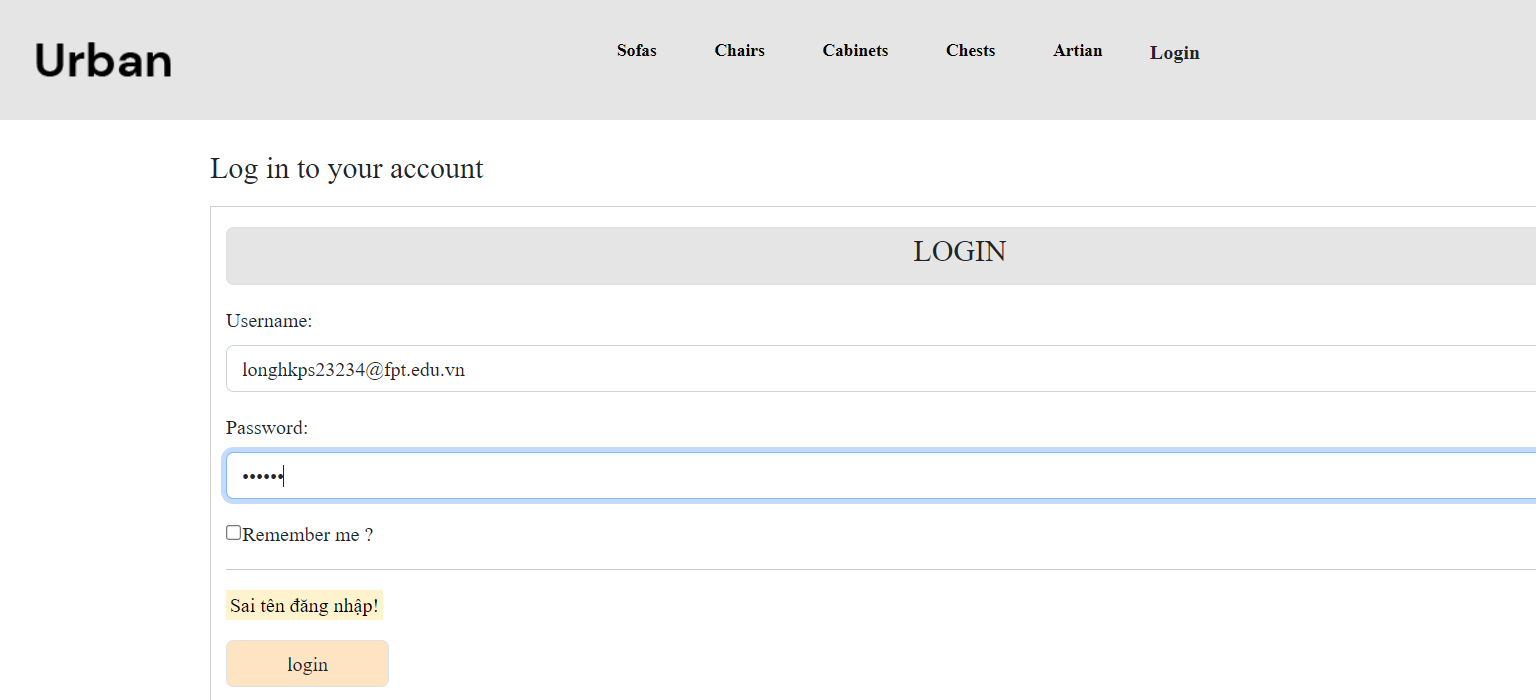 Urban
Sofas Chairs Cabinets Chests Artian Login
Log in to your account
LOGIN
Username:
longhkps23234@fpt.edu.vn
Password:
••••••
Remember me ?
Sai tên đăng nhập!
login